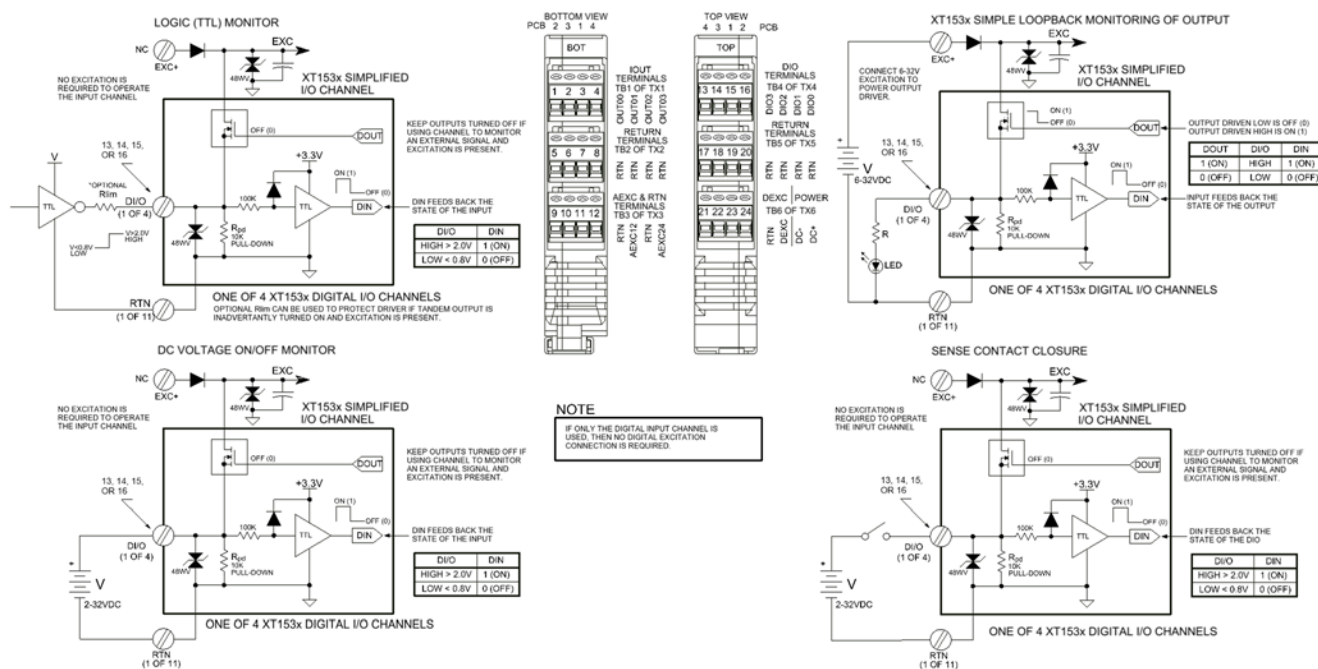 LOGIC (TTL) MONITOR
NC
EXC+
EXC
48WV
NO EXCITATION IS
REQUIRED TO OPERATE
THE INPUT CHANNEL
XT153x SIMPLIFIED
I/O CHANNEL
OFF (0)
DOUT
KEEP OUTPUTS TURNED OFF IF
USING CHANNEL TO MONITOR
AN EXTERNAL SIGNAL AND
EXCITATION IS PRESENT.
13, 14, 15,
OR 16
V
*OPTIONAL
Rlim
TTL
DI/O
(1 OF 4)
V>2.0V
HIGH
V<0.8V
LOW
48WV
Rpd
10K
PULL-DOWN
100K
+3.3V
TTL
ON (1)
OFF (0)
DIN
DIN FEEDS BACK THE
STATE OF THE INPUT
DI/O DIN
HIGH > 2.0V 1 (ON)
LOW < 0.8V 0 (OFF)
RTN
(1 OF 11)
ONE OF 4 XT153x DIGITAL I/O CHANNELS
OPTIONAL Rlim CAN BE USED TO PROTECT DRIVER IF TANDEM OUTPUT IS
INADVERTANTLY TURNED ON AND EXCITATION IS PRESENT.
BOTTOM VIEW
PCB 2 3 1 4
BOT
IOUT
TERMINALS
TB1 OF TX1
1 2 3 4
OUT00
OUT01
OUT02
OUT03
RETURN
TERMINALS
TB2 OF TX2
5 6 7 8
RTN
RTN
RTN
RTN
AEXC & RTN
TERMINALS
TB3 OF TX3
9 10 11 12
RTN
AEXC12
RTN
AEXC24
TOP VIEW
4 3 1 2 PCB
TOP
DIO
TERMINALS
TB4 OF TX4
13 14 15 16
DIO3
DIO2
DIO1
DIO0
RETURN
TERMINALS
TB5 OF TX5
17 18 19 20
RTN
RTN
RTN
RTN
DEXC POWER
TB6 OF TX6
21 22 23 24
RTN
DEXC
DC-
DC+
XT153x SIMPLE LOOPBACK MONITORING OF OUTPUT
EXC+
EXC
48WV
CONNECT 6-32V
EXCITATION TO
POWER OUTPUT
DRIVER.
XT153x SIMPLIFIED
I/O CHANNEL
ON (1)
OFF (0)
DOUT
OUTPUT DRIVEN LOW IS OFF (0)
OUTPUT DRIVEN HIGH IS ON (1)
DOUT DI/O DIN
1 (ON) HIGH 1 (ON)
0 (OFF) LOW 0 (OFF)
V
6-32VDC
13, 14, 15,
OR 16
DI/O
(1 OF 4)
R
LED
48WV
Rpd
10K
PULL-DOWN
100K
+3.3V
TTL
ON (1)
OFF (0)
DIN
INPUT FEEDS BACK THE
STATE OF THE OUTPUT
RTN
(1 OF 11)
ONE OF 4 XT153x DIGITAL I/O CHANNELS
DC VOLTAGE ON/OFF MONITOR
NC
EXC+
EXC
48WV
NO EXCITATION IS
REQUIRED TO OPERATE
THE INPUT CHANNEL
XT153x SIMPLIFIED
I/O CHANNEL
OFF (0)
DOUT
KEEP OUTPUTS TURNED OFF IF
USING CHANNEL TO MONITOR
AN EXTERNAL SIGNAL AND
EXCITATION IS PRESENT.
13, 14, 15,
OR 16
DI/O
(1 OF 4)
V
2-32VDC
48WV
Rpd
10K
PULL-DOWN
100K
+3.3V
TTL
ON (1)
OFF (0)
DIN
DIN FEEDS BACK THE
STATE OF THE INPUT
DI/O DIN
HIGH > 2.0V 1 (ON)
LOW < 0.8V 0 (OFF)
RTN
(1 OF 11)
ONE OF 4 XT153x DIGITAL I/O CHANNELS
NOTE
IF ONLY THE DIGITAL INPUT CHANNEL IS
USED, THEN NO DIGITAL EXCITATION
CONNECTION IS REQUIRED.
SENSE CONTACT CLOSURE
NC
EXC+
EXC
48WV
NO EXCITATION IS
REQUIRED TO OPERATE
THE INPUT CHANNEL
XT153x SIMPLIFIED
I/O CHANNEL
OFF (0)
DOUT
KEEP OUTPUTS TURNED OFF IF
USING CHANNEL TO MONITOR
AN EXTERNAL SIGNAL AND
EXCITATION IS PRESENT.
13, 14, 15,
OR 16
DI/O
(1 OF 4)
V
2-32VDC
48WV
Rpd
10K
PULL-DOWN
100K
+3.3V
TTL
ON (1)
OFF (0)
DIN
DIN FEEDS BACK THE
STATE OF THE DIO
DI/O DIN
HIGH > 2.0V 1 (ON)
LOW < 0.8V 0 (OFF)
RTN
(1 OF 11)
ONE OF 4 XT153x DIGITAL I/O CHANNELS